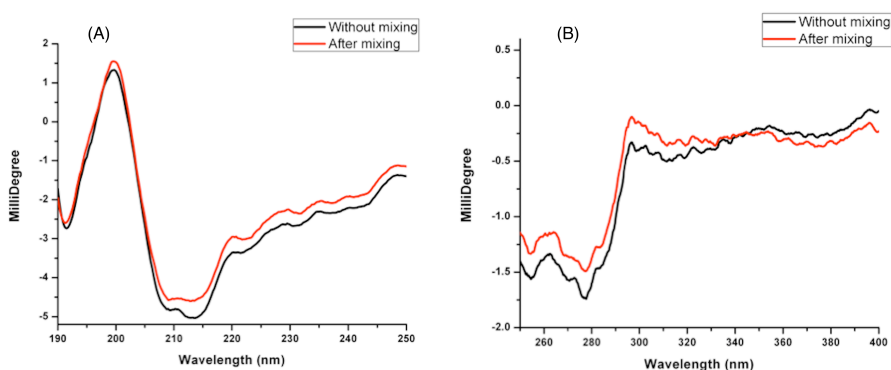 (A)
Without mixing
After mixing
MilliDegree
2
1
0
-1
-2
-3
-4
-5
190 200 210 220 230 240 250
Wavelength (nm)
(B)
Without mixing
After mixing
MilliDegree
0.5
0.0
-0.5
-1.0
-1.5
-2.0
260 280 300 320 340 360 380 400
Wavelength (nm)